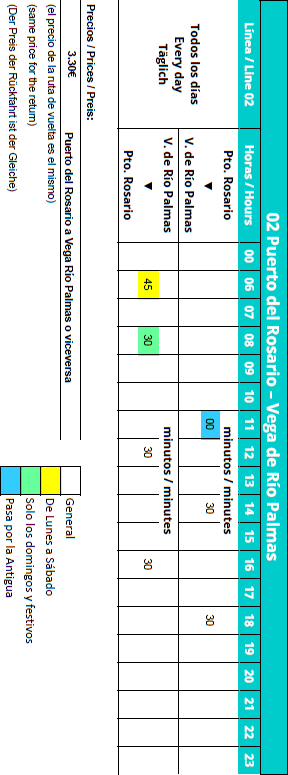 02 Puerto del Rosario – Vega de Río Palmas
Línea / Line 02 Horas / Hours 00 06 07 08 09 10 11 12 13 14 15 16 17 18 19 20 21 22 23
Todos los días
Every day
Täglich
Pto. Rosario minutos / minutes
▼ 00 30 30
V. de Río Palmas
V. de Río Palmas minutos / minutes
▼ 45 30 30 30
Pto. Rosario
Precios / Prices / Preis:
3.30€ Puerto del Rosario a Vega Rio Palmas o viceversa
(el precio de la ruta de vuelta es el mismo)
(same price for the return)
(Der Preis der Rückfahrt ist der Gleiche)
General
De Lunes a Sábado
Solo los domingos y festivos
Pasa por la Antigua